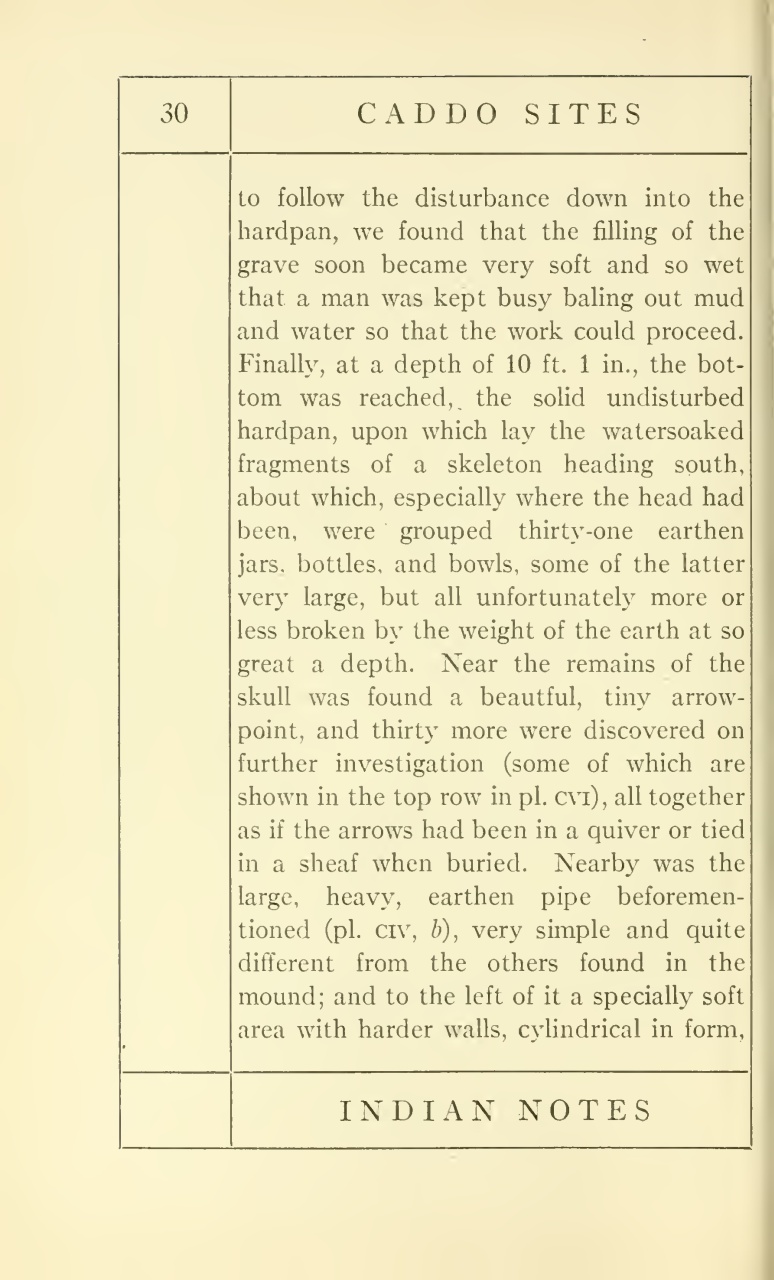 30
CADDO SITES
to follow the disturbance down into the
hardpan, we found that the filling of the
grave soon became very soft and so wet
that a man was kept busy baling out mud
and water so that the work could proceed.
Finally, at a depth of 10 ft. 1 in., the bot-
tom was reached, the solid undisturbed
hardpan, upon which lay the watersoaked
fragments of a skeleton heading south,
about which, especially where the head had
been, were grouped thirty-one earthen
jars, bottles, and bowls, some of the latter
very large, but all unfortunately more or
less broken by the weight of the earth at so
great a depth. Near the remains of the
skull was found a beautful, tiny arrow-
point, and thirty more were discovered on
further investigation (some of which are
shown in the top row in pl. CVI), all together
as if the arrows had been in a quiver or tied
in a sheaf when buried. Nearby was the
large, heavy, earthen pipe beforemen-
tioned (pl. CIV, b), very simple and quite
different from the others found in the
mound; and to the left of it a specially soft
area with harder walls, cylindrical in form,
INDIAN NOTES